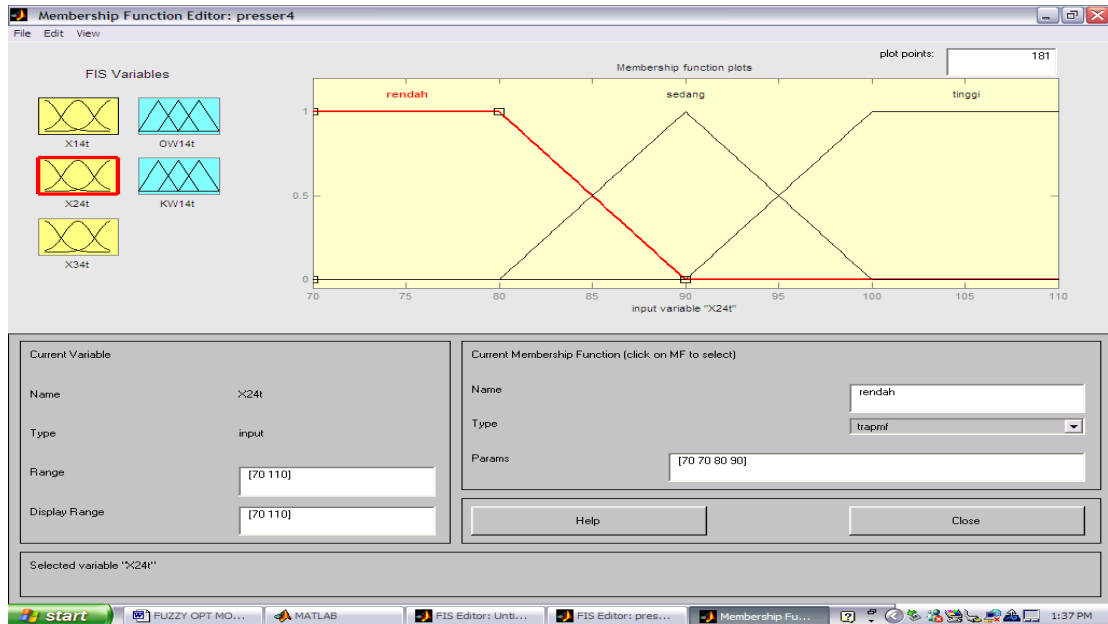 Membership Function Editor: presser4
File Edit View
FIS Variables
X14t
OW14t
X24t
KW14t
X34t
Membership function plots
plot points:
181
rendah
sedang
tinggi
1
0.5
0
70 75 80 85 90 95 100 105 110
input variable "X24t"
Current Variable
Name X24t
Type input
Range [70 110]
Display Range [70 110]
Current Membership Function (click on MF to select)
Name rendah
Type trapmf
Params [70 70 80 90]
Help
Close
Selected variable "X24t"
start
FUZZY OPT MO...
MATLAB
FIS Editor: Unti...
FIS Editor: pres...
Membership Fu...
1:37 PM